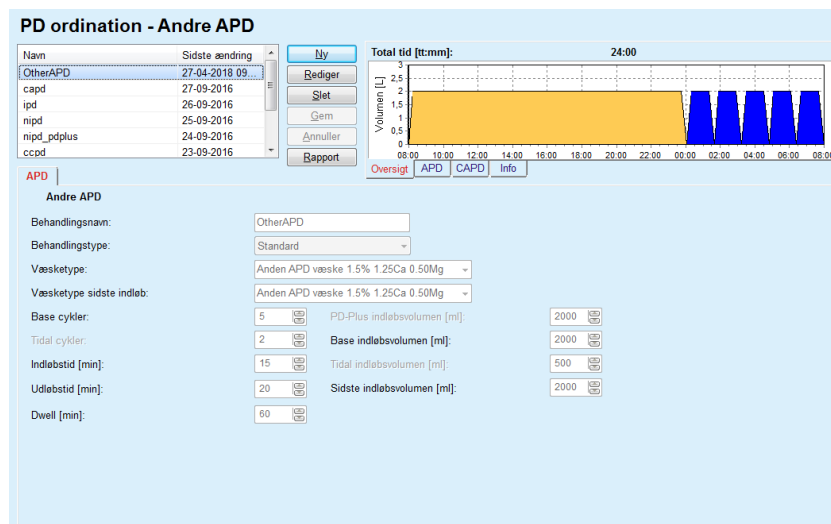 PD ordination - Andre APD
Navn Sidste ændring
OtherAPD 27-04-2018 09...
capd 27-09-2016
ipd 26-09-2016
nipd 25-09-2016
nipd_pdplus 24-09-2016
ccpd 23-09-2016
Ny
Rediger
Slet
Gem
Annuller
Rapport
Total tid [tt:mm]: 24:00
Volumen [L]
3
2,5
2
1,5
1
0,5
0
08:00 10:00 12:00 14:00 16:00 18:00 20:00 22:00 00:00 02:00 04:00 06:00 08:00
Oversigt APD CAPD Info
APD
Andre APD
Behandlingsnavn: OtherAPD
Behandlingstype: Standard
Væsketype: Anden APD væske 1.5% 1.25Ca 0.50Mg
Væsketype sidste indløb: Anden APD væske 1.5% 1.25Ca 0.50Mg
Base cykler: 5 PD-Plus indløbsvolumen [ml]: 2000
Tidal cykler: 2 Base indløbsvolumen [ml]: 2000
Indløbstid [min]: 15 Tidal indløbsvolumen [ml]: 500
Udløbstid [min]: 20 Sidste indløbsvolumen [ml]: 2000
Dwell [min]: 60